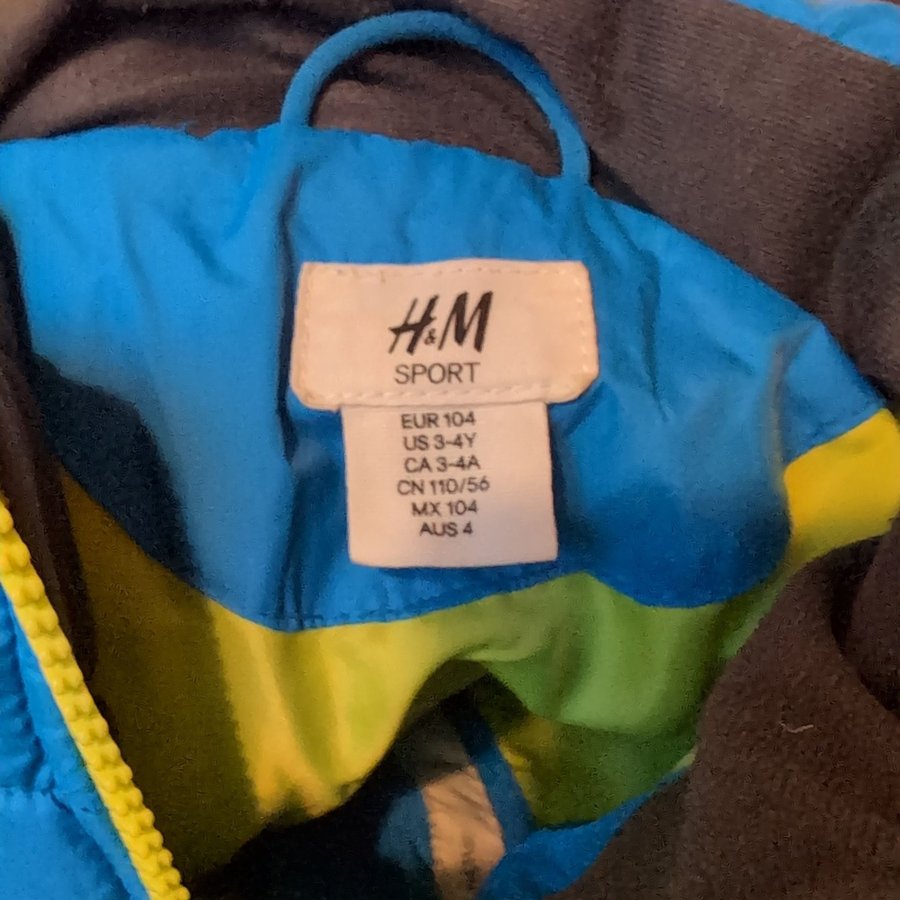 H&M
SPORT
EUR 104
US 3-4Y
CA 3-4A
CN 110/56
MX 104
AUS 4